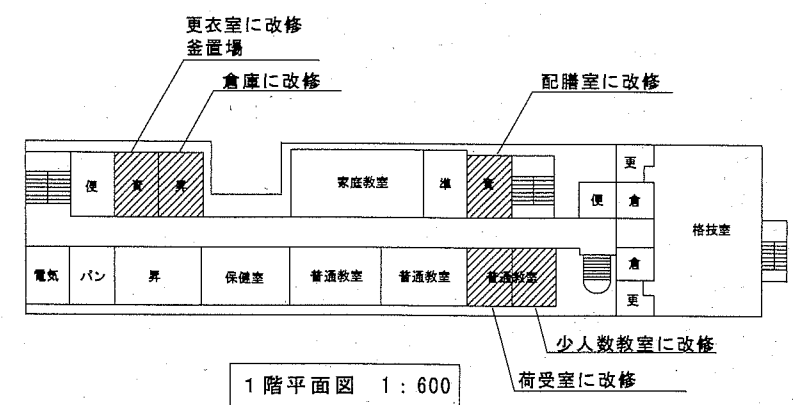 更衣室に改修
釜置場
倉庫に改修
配膳室に改修
便
資
昇
家庭教室
準
資
便
更
倉
格技室
電気
パン
昇
保健室
普通教室
普通教室
普通教室
倉
更
少人数教室に改修
荷受室に改修
1階平面図 1:600